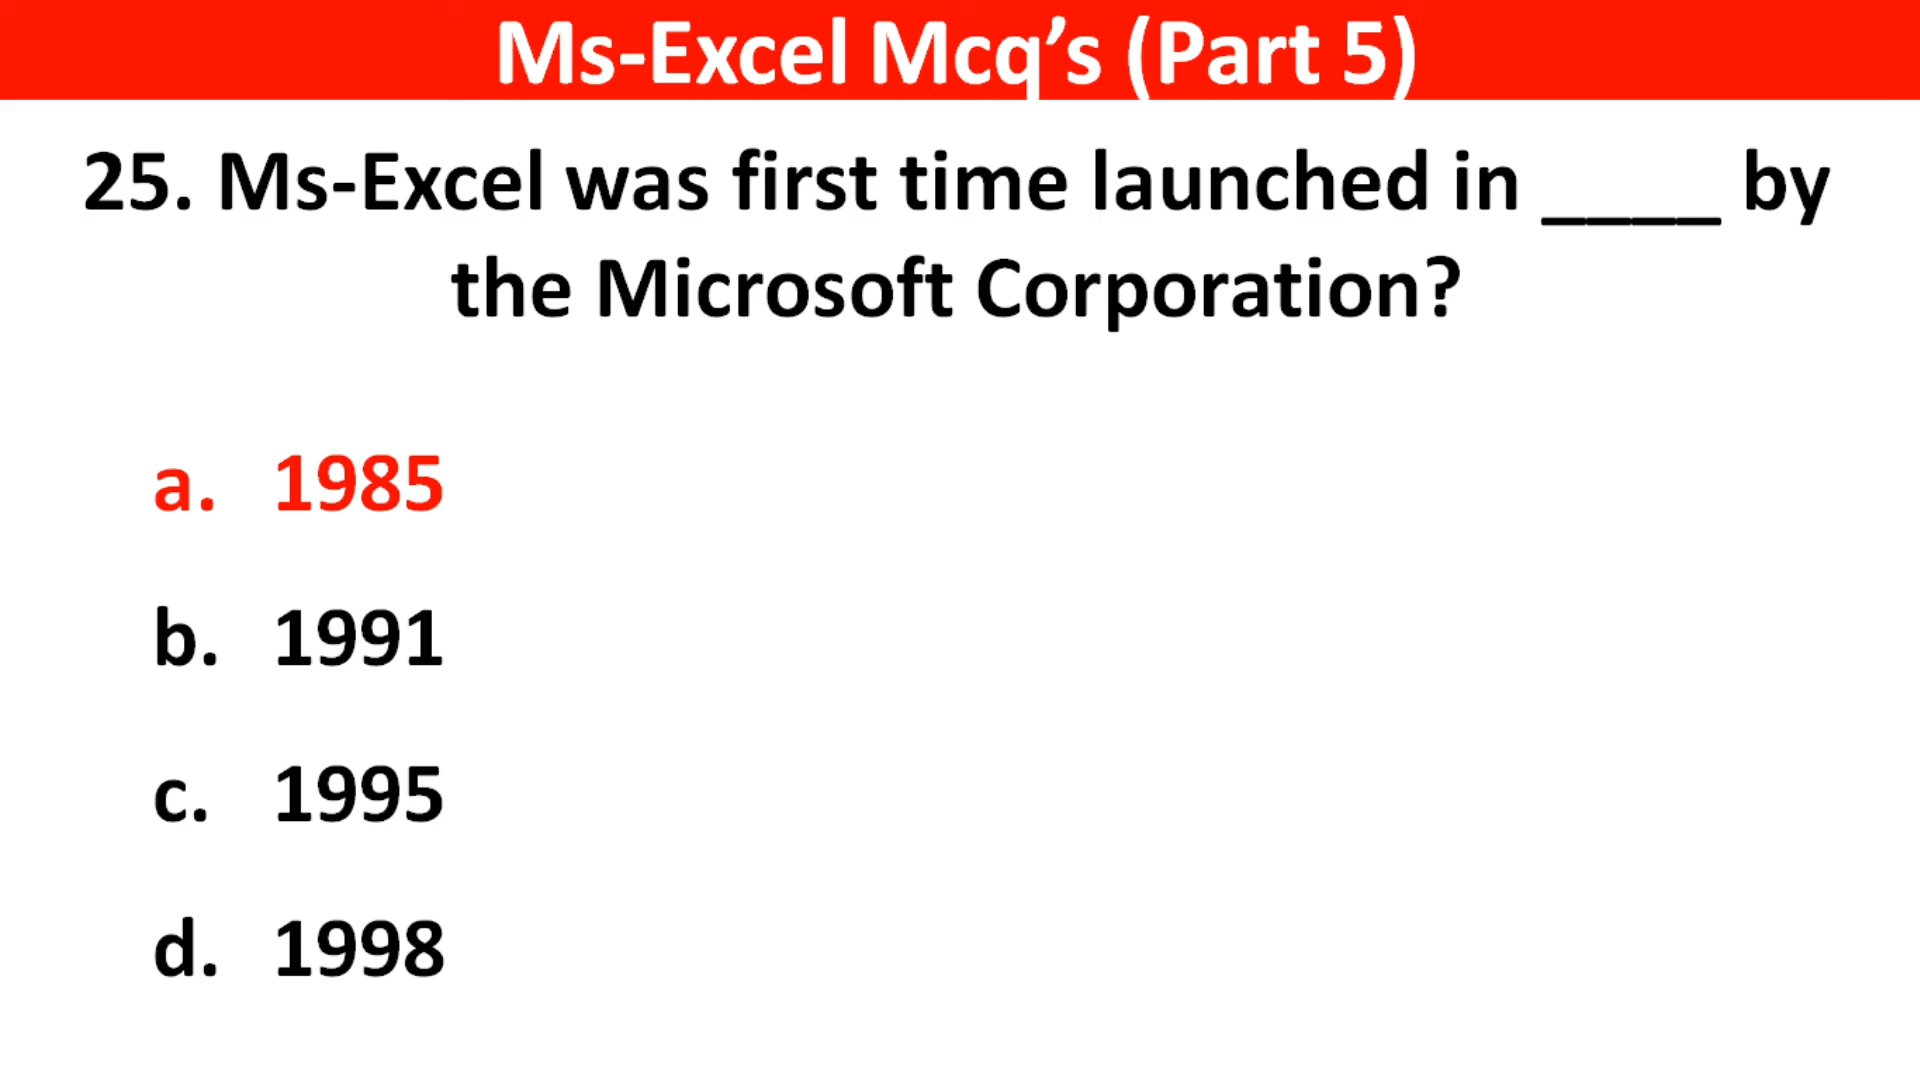 Ms-Excel Mcq’s (Part 5)
25. Ms-Excel was first time launched in ____ by
the Microsoft Corporation?
a. 1985
b. 1991
c. 1995
d. 1998